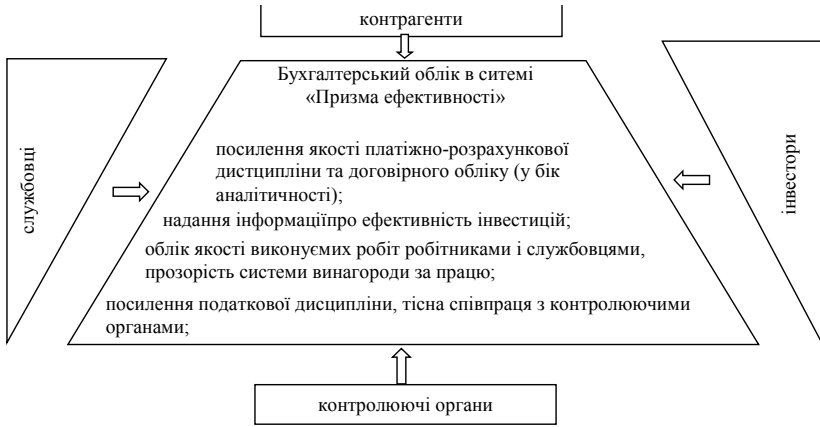 контрагенти
Бухгалтерський облік в ситемі
«Призма ефективності»
службовці
інвестори
посилення якості платіжно-розрахункової
дистципліни та договірного обліку (у бік
аналітичності);
надання інформаціїпро ефективність інвестицій;
облік якості виконуємих робіт робітниками і службовцями,
прозорість системи винагороди за працю;
посилення податкової дисципліни, тісна співпраця з контролюючими
органами;
контролюючі органи